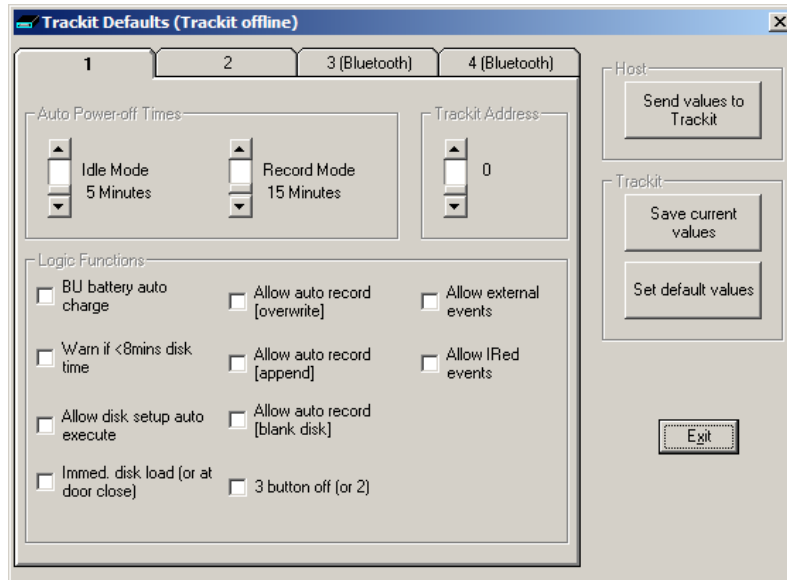 Trackit Defaults (Trackit offline)
1
2
3 (Bluetooth)
4 (Bluetooth)
Auto Power-off Times
Idle Mode
5 Minutes
Record Mode
15 Minutes
Trackit Address
0
Logic Functions
BU battery auto
charge
Warn if <8mins disk
time
Allow disk setup auto
execute
Immed. disk load (or at
door close)
Allow auto record
[overwrite]
Allow auto record
[append]
Allow auto record
[blank disk]
3 button off (or 2)
Allow external
events
Allow IRed
events
Host
Send values to
Trackit
Trackit
Save current
values
Set default values
Exit